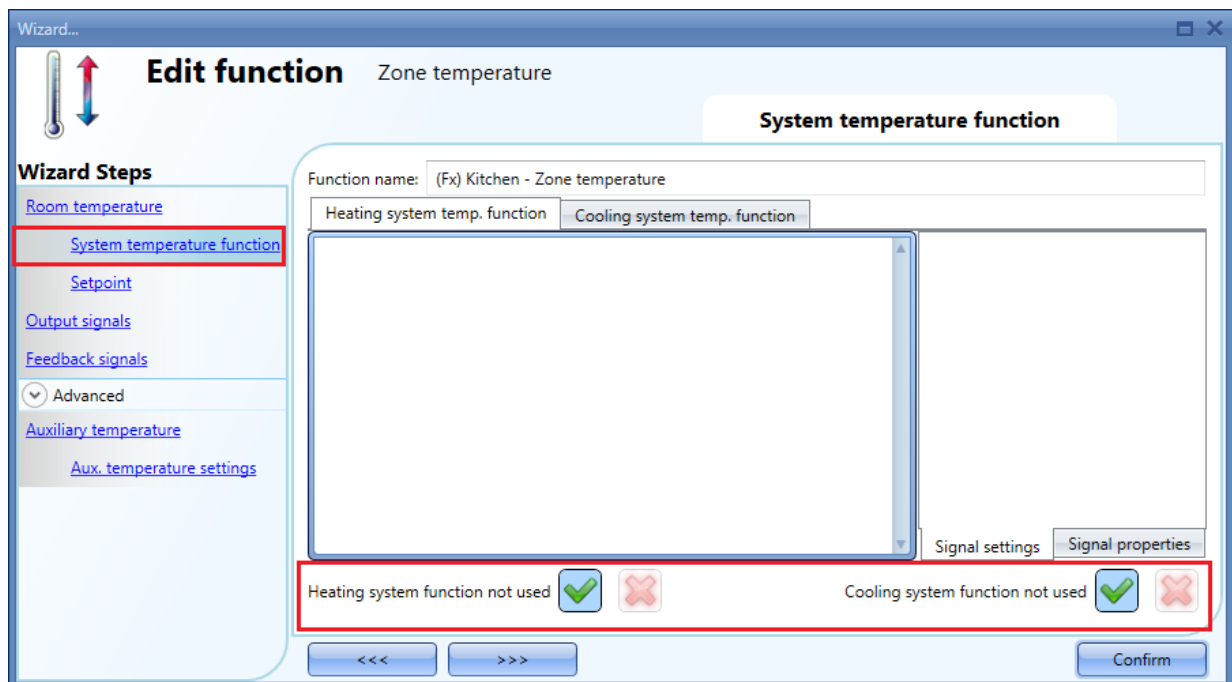 Wizard...
Edit function Zone temperature
System temperature function
Wizard Steps
Room temperature
System temperature function
Setpoint
Output signals
Feedback signals
Advanced
Auxiliary temperature
Aux. temperature settings
Function name: (Fx) Kitchen - Zone temperature
Heating system temp. function Cooling system temp. function
Signal settings Signal properties
Heating system function not used Cooling system function not used
<<< >>> Confirm